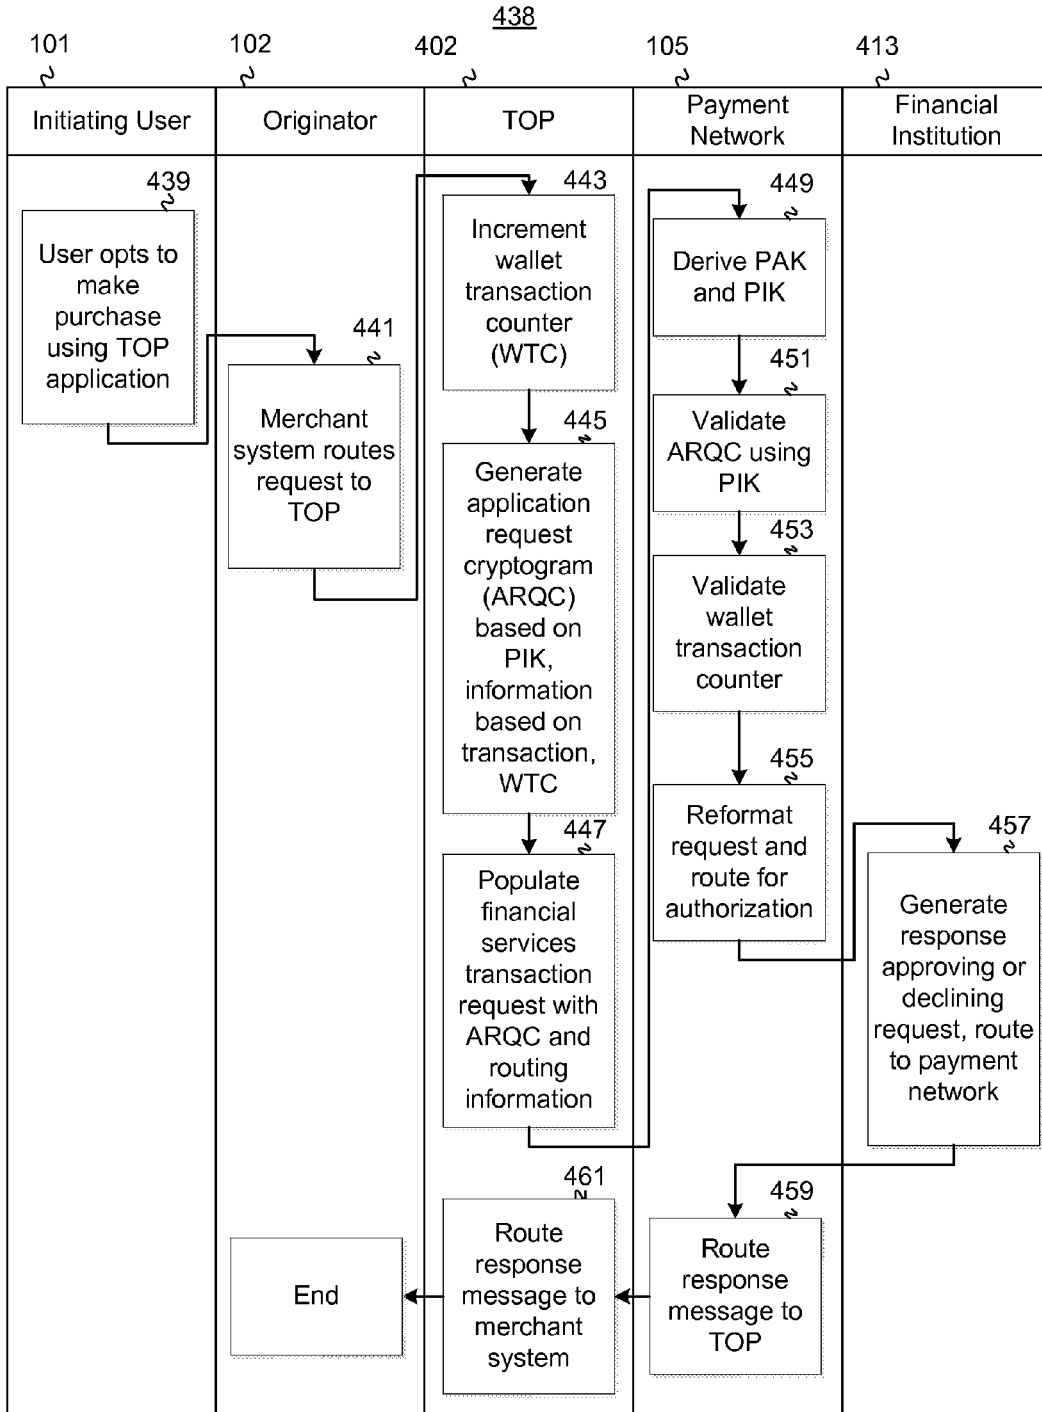 438
101
102
402
105
413
Initiating User
Originator
TOP
Payment
Network
Financial
Institution
439
User opts to
make
purchase
using TOP
application
441
Merchant
system routes
request to
TOP
443
Increment
wallet
transaction
counter
(WTC)
445
Generate
application
request
cryptogram
(ARQC)
based on
PIK,
information
based on
transaction,
WTC
447
Populate
financial
services
transaction
request with
ARQC and
routing
information
449
Derive PAK
and PIK
451
Validate
ARQC using
PIK
453
Validate
wallet
transaction
counter
455
Reformat
request and
route for
authorization
457
Generate
response
approving or
declining
request, route
to payment
network
459
Route
response
message to
TOP
461
Route
response
message to
merchant
system
End